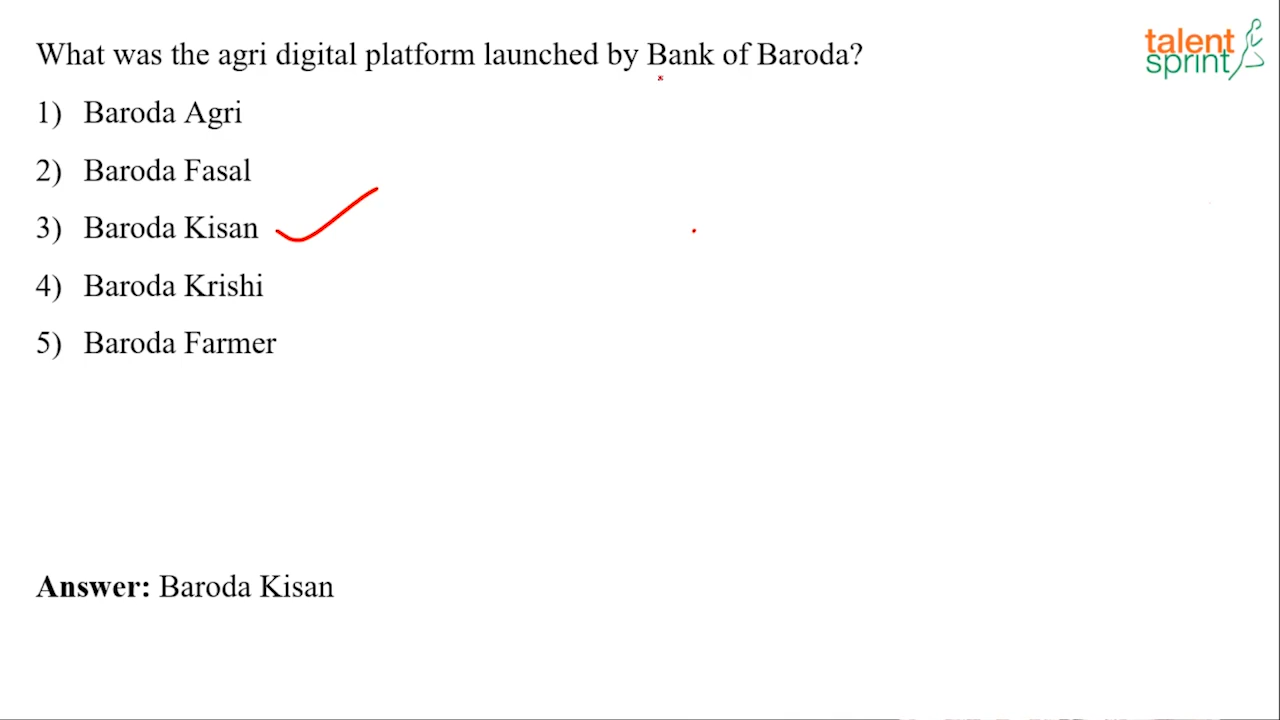 What was the agri digital platform launched by Bank of Baroda?
talent
sprint
1) Baroda Agri
2) Baroda Fasal
3) Baroda Kisan
4) Baroda Krishi
5) Baroda Farmer
Answer: Baroda Kisan